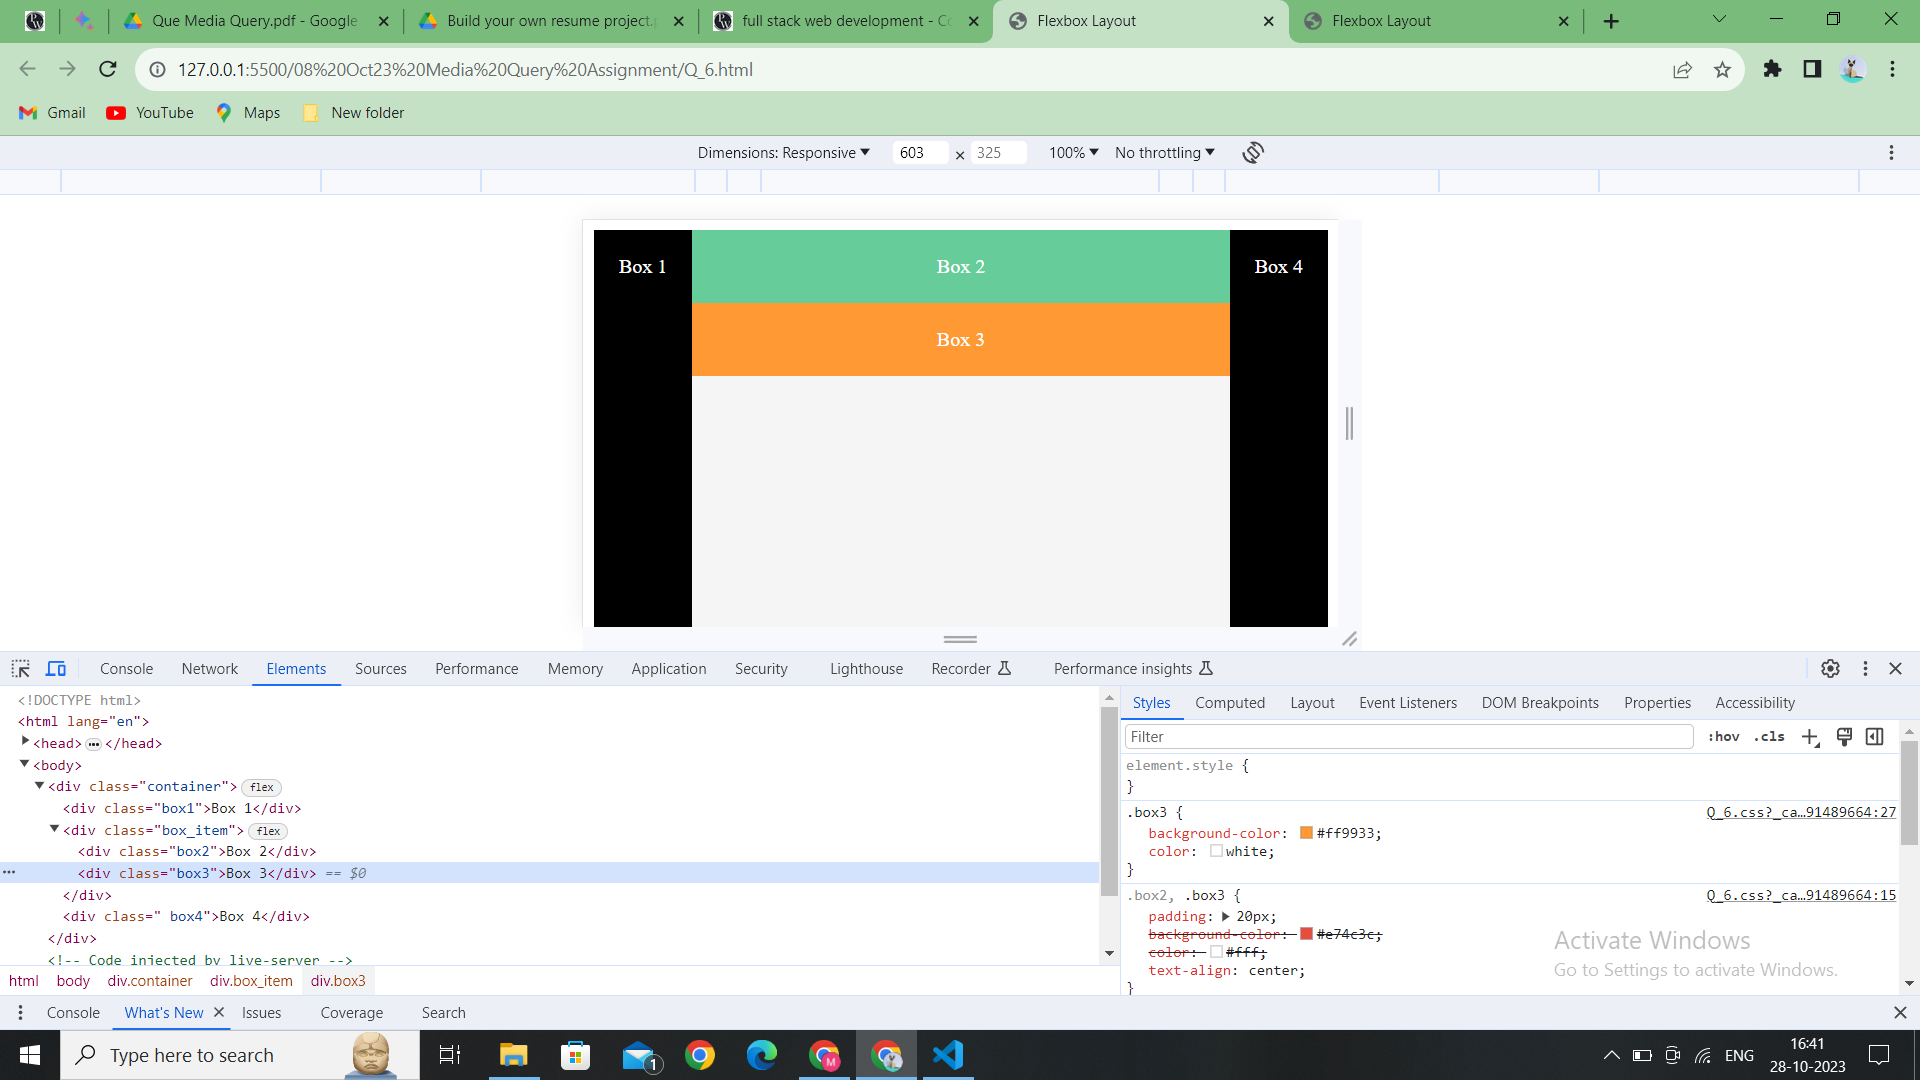 Que Media Query.pdf - Google
Build your own resume project.p
full stack web development - Co
Flexbox Layout
Flexbox Layout
127.0.0.1:5500/08%20Oct23%20Media%20Query%20Assignment/Q_6.html
Gmail
YouTube
Maps
New folder
Dimensions: Responsive
603
×
325
100%
No throttling
Box 1
Box 2
Box 4
Box 3
Console
Network
Elements
Sources
Performance
Memory
Application
Security
Lighthouse
Recorder
Performance insights
<!DOCTYPE html>
<html lang="en">
<head> ••• </head>
<body>
<div class="container"> flex
<div class="box1">Box 1</div>
<div class="box_item"> flex
<div class="box2">Box 2</div>
<div class="box3">Box 3</div> == $0
</div>
<div class=" box4">Box 4</div>
</div>
<!-- Code injected by live-server -->
html
body
div.container
div.box_item
div.box3
Styles
Computed
Layout
Event Listeners
DOM Breakpoints
Properties
Accessibility
Filter
:hov
.cls
element.style {
}
.box3 {
Q_6.css?_ca…91489664:27
background-color: #ff9933;
color: white;
}
.box2, .box3 {
Q_6.css?_ca…91489664:15
padding: 20px;
background-color: #e74c3c;
color: #fff;
text-align: center;
}
Activate Windows
Go to Settings to activate Windows.
Console
What's New
Issues
Coverage
Search
Type here to search
1
M
ENG
16:41
28-10-2023